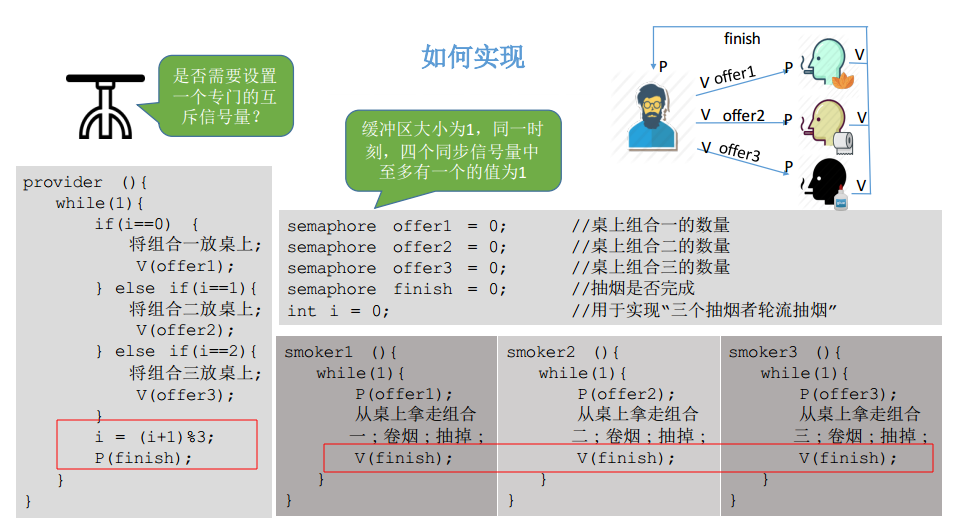 如何实现
是否需要设置
一个专门的互
斥信号量？
缓冲区大小为1，同一时
刻，四个同步信号量中
至多有一个的值为1
finish
P
V offer1 P
V
V offer2 P
V
V offer3 P
V
provider (){
while(1){
if(i==0) {
将组合一放桌上;
V(offer1);
} else if(i==1){
将组合二放桌上;
V(offer2);
} else if(i==2){
将组合三放桌上;
V(offer3);
}
i = (i+1)%3;
P(finish);
}
}
semaphore offer1 = 0; //桌上组合一的数量
semaphore offer2 = 0; //桌上组合二的数量
semaphore offer3 = 0; //桌上组合三的数量
semaphore finish = 0; //抽烟是否完成
int i = 0; //用于实现“三个抽烟者轮流抽烟”
smoker1 (){
while(1){
P(offer1);
从桌上拿走组合
一；卷烟；抽掉；
V(finish);
}
}
smoker2 (){
while(1){
P(offer2);
从桌上拿走组合
二；卷烟；抽掉；
V(finish);
}
}
smoker3 (){
while(1){
P(offer3);
从桌上拿走组合
三；卷烟；抽掉；
V(finish);
}
}